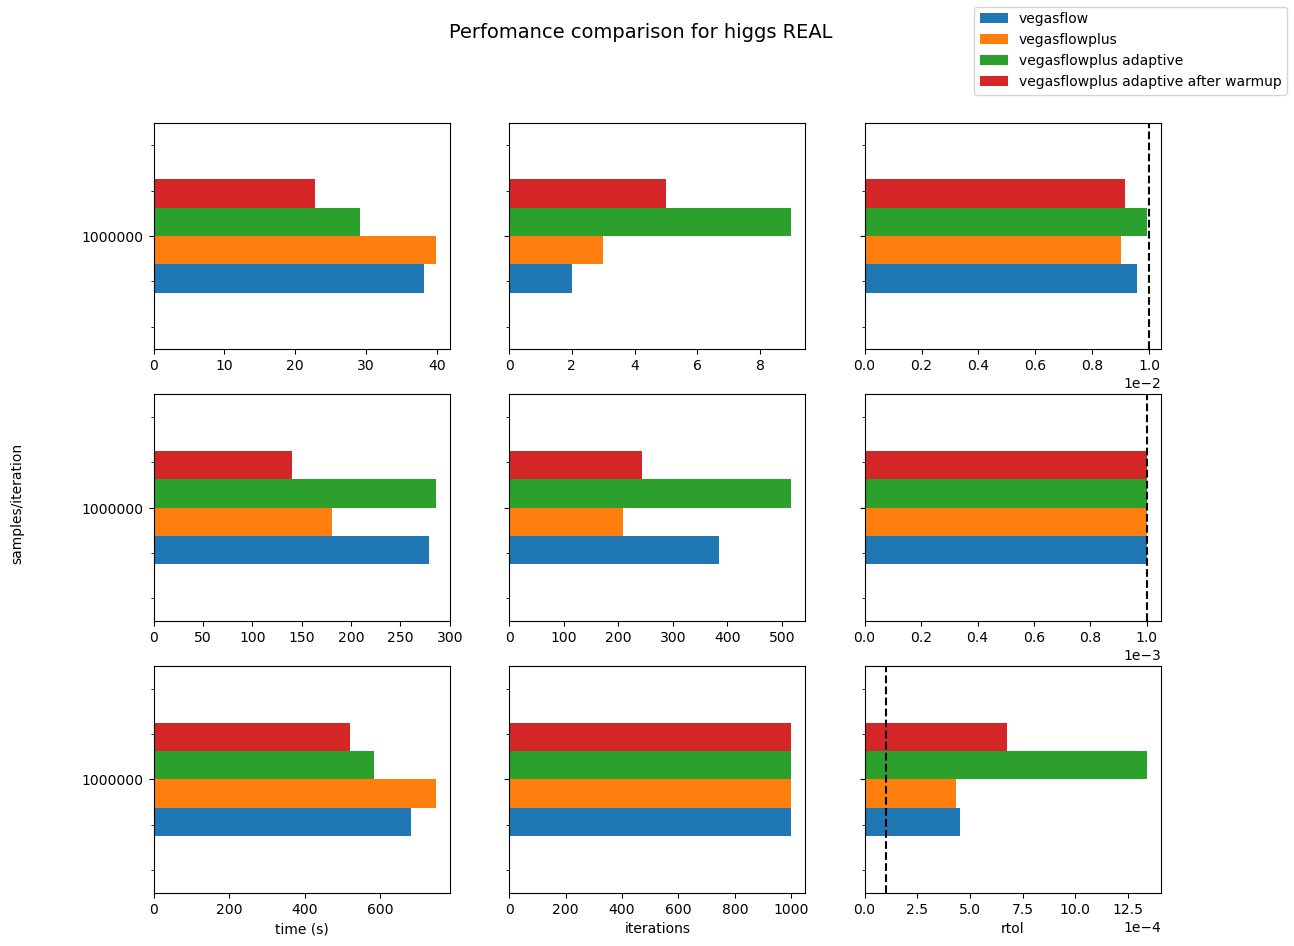 Perfomance comparison for higgs REAL
vegasflow
vegasflowplus
vegasflowplus adaptive
vegasflowplus adaptive after warmup
1000000
0 10 20 30 40
0 2 4 6 8
0.0 0.2 0.4 0.6 0.8 1.0
1e−2
samples/iteration
1000000
0 50 100 150 200 250 300
0 100 200 300 400 500
0.0 0.2 0.4 0.6 0.8 1.0
1e−3
1000000
0 200 400 600
0 200 400 600 800 1000
0.0 2.5 5.0 7.5 10.0 12.5
1e−4
time (s)
iterations
rtol